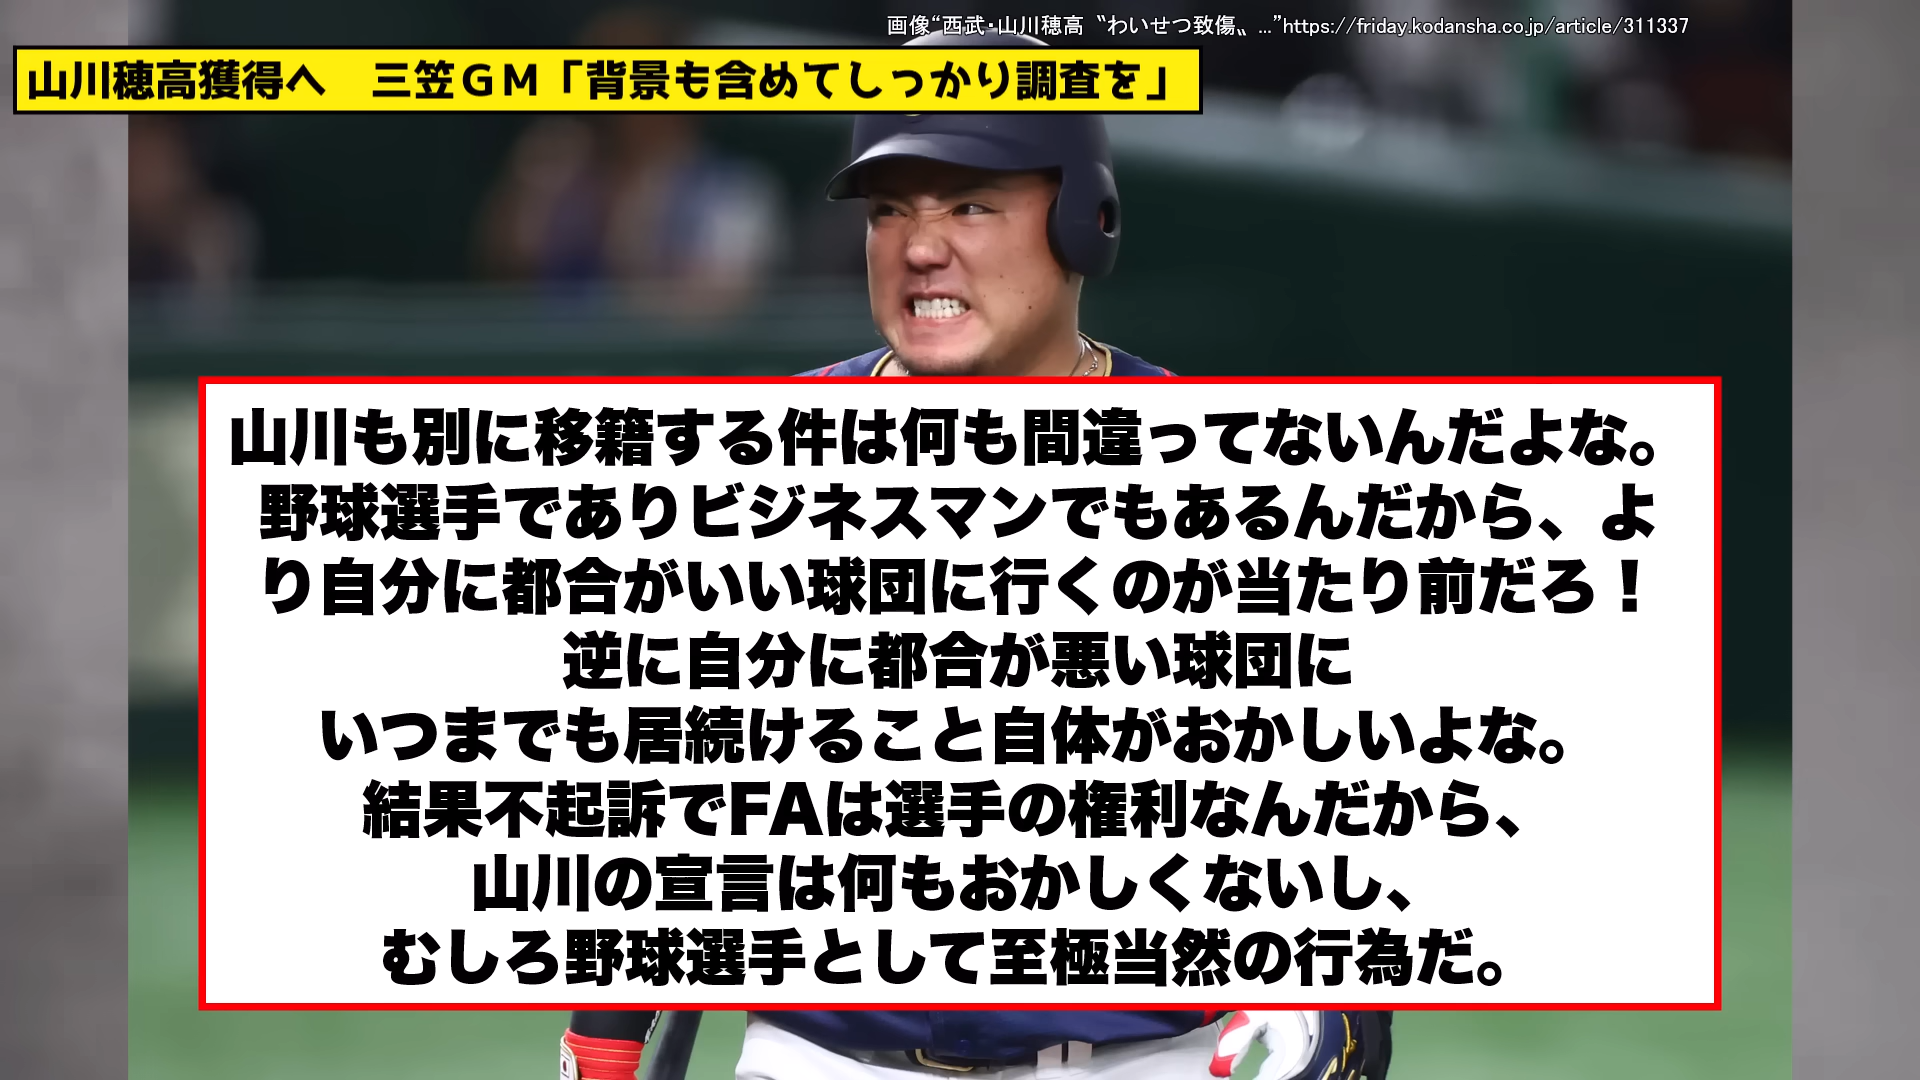 画像“西武・山川穂高〝わいせつ致傷〟...”https://friday.kodansha.co.jp/article/311337
山川穂高獲得へ　三笠ＧＭ「背景も含めてしっかり調査を」
山川も別に移籍する件は何も間違ってないんだよな。
野球選手でありビジネスマンでもあるんだから、よ
り自分に都合がいい球団に行くのが当たり前だろ！
逆に自分に都合が悪い球団に
いつまでも居続けること自体がおかしいよな。
結果不起訴でFAは選手の権利なんだから、
山川の宣言は何もおかしくないし、
むしろ野球選手として至極当然の行為だ。